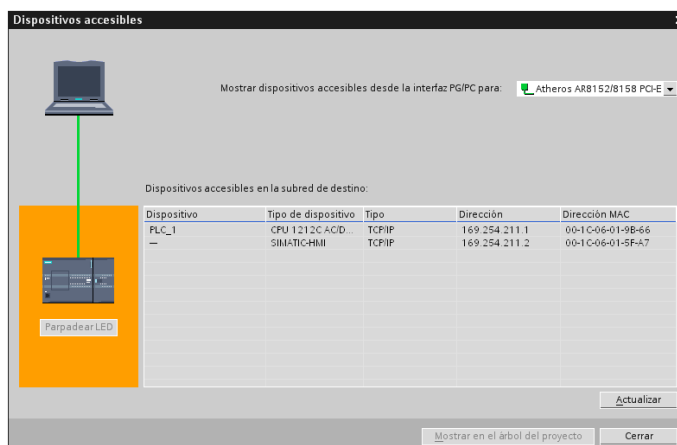 Dispositivos accesibles
Mostrar dispositivos accesibles desde la interfaz PG/PC para:
Atheros AR8152/8158 PCI-E
Dispositivos accesibles en la subred de destino:
Dispositivo Tipo de dispositivo Tipo Dirección Dirección MAC
PLC_1 CPU 1212C AC/D... TCP/IP 169.254.211.1 00-1C-06-01-9B-66
— SIMATIC-HMI TCP/IP 169.254.211.2 00-1C-06-01-5F-A7
Parpadear LED
Actualizar
Mostrar en el árbol del proyecto
Cerrar